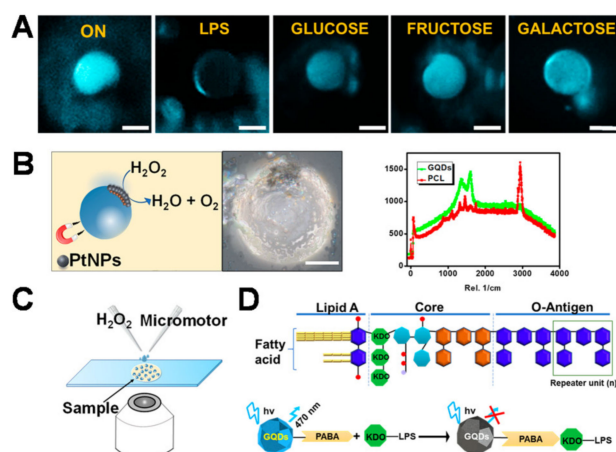 A
ON
LPS
GLUCOSE
FRUCTOSE
GALACTOSE
B
H2O2
H2O + O2
PtNPs
1500
1000
500
0
GQDs
PCL
0
1000
2000
3000
4000
Rel. 1/cm
C
H2O2 Micromotor
Sample
D
Lipid A
Core
O-Antigen
Fatty
acid
KDO
KDO
KDO
Repeater unit (n)
hv
470 nm
GQDs
PABA
+
KDO
LPS
hv
GQDs
PABA
KDO
LPS